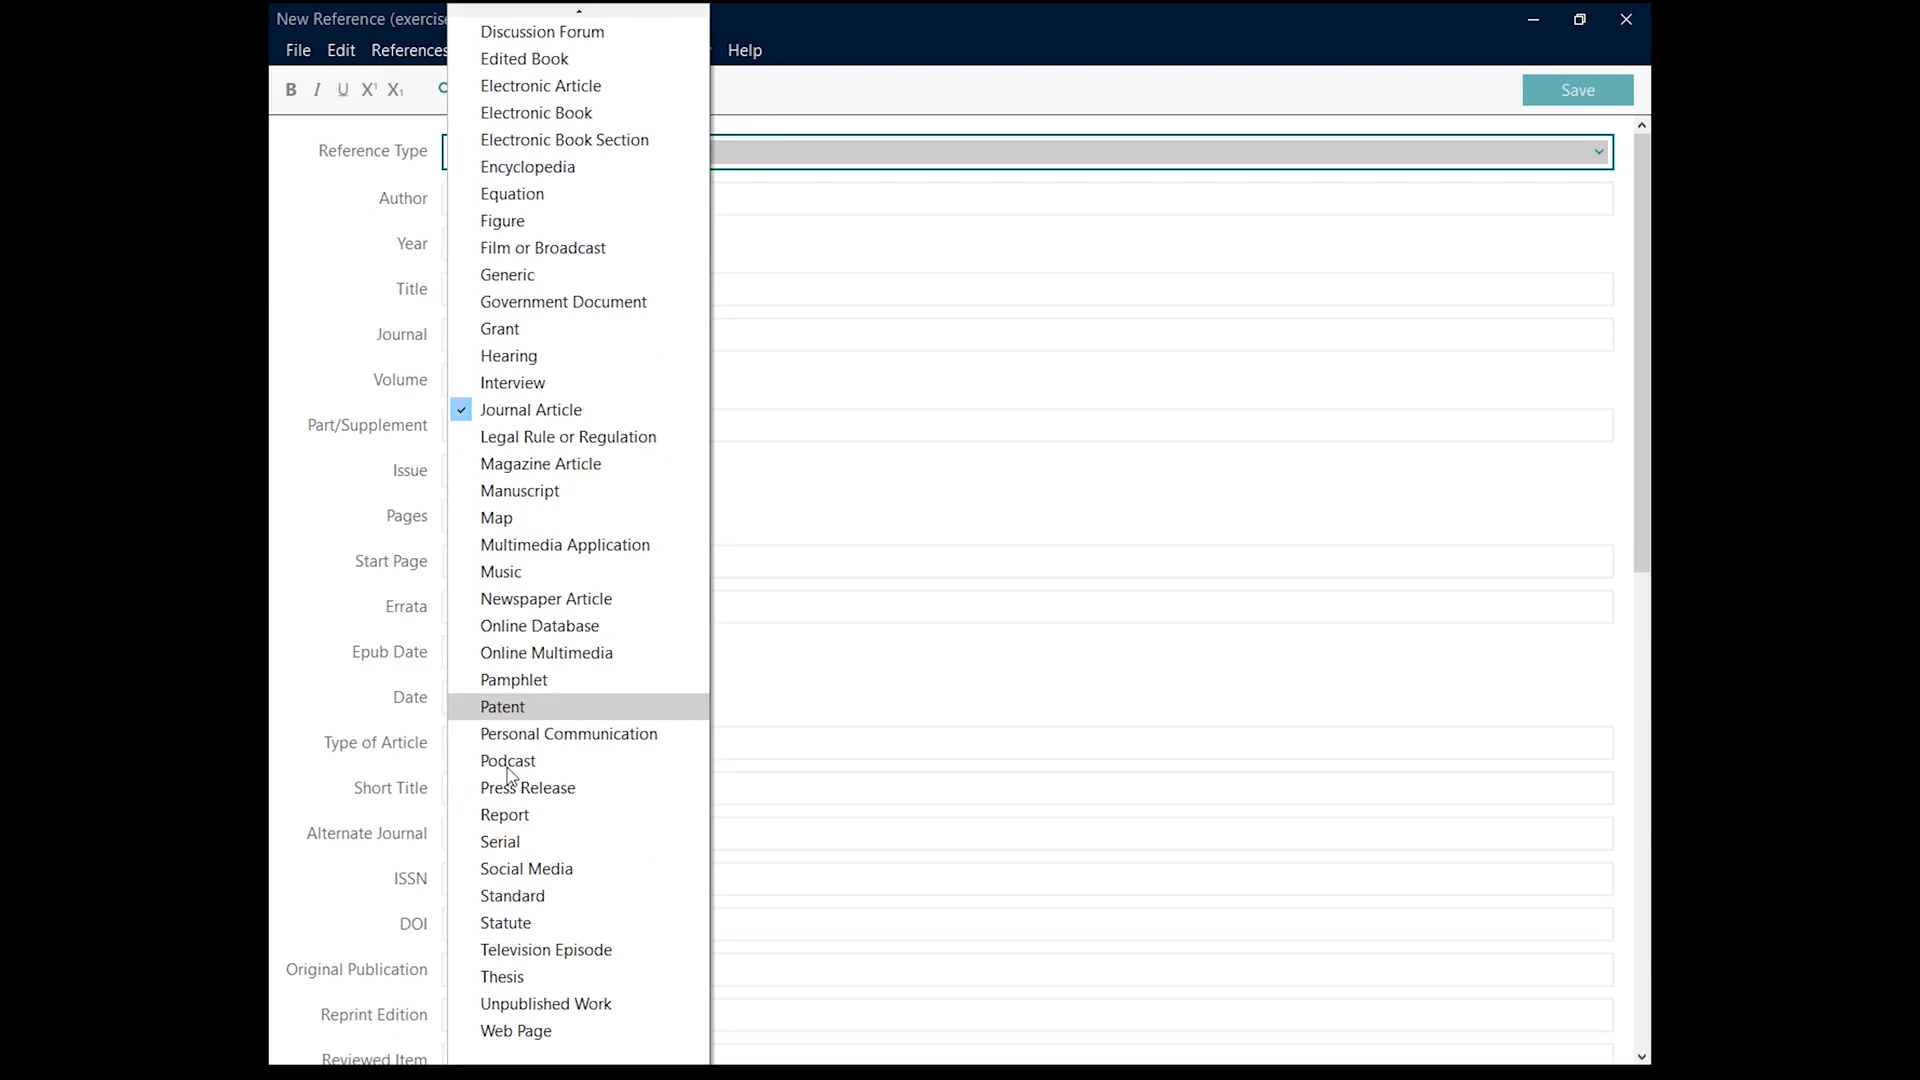 New Reference (exercise
File Edit References Help
B I U X¹ X₁
Save
Reference Type
Author
Year
Title
Journal
Volume
Part/Supplement
Issue
Pages
Start Page
Errata
Epub Date
Date
Type of Article
Short Title
Alternate Journal
ISSN
DOI
Original Publication
Reprint Edition
Reviewed Item
Discussion Forum
Edited Book
Electronic Article
Electronic Book
Electronic Book Section
Encyclopedia
Equation
Figure
Film or Broadcast
Generic
Government Document
Grant
Hearing
Interview
Journal Article
Legal Rule or Regulation
Magazine Article
Manuscript
Map
Multimedia Application
Music
Newspaper Article
Online Database
Online Multimedia
Pamphlet
Patent
Personal Communication
Podcast
Press Release
Report
Serial
Social Media
Standard
Statute
Television Episode
Thesis
Unpublished Work
Web Page